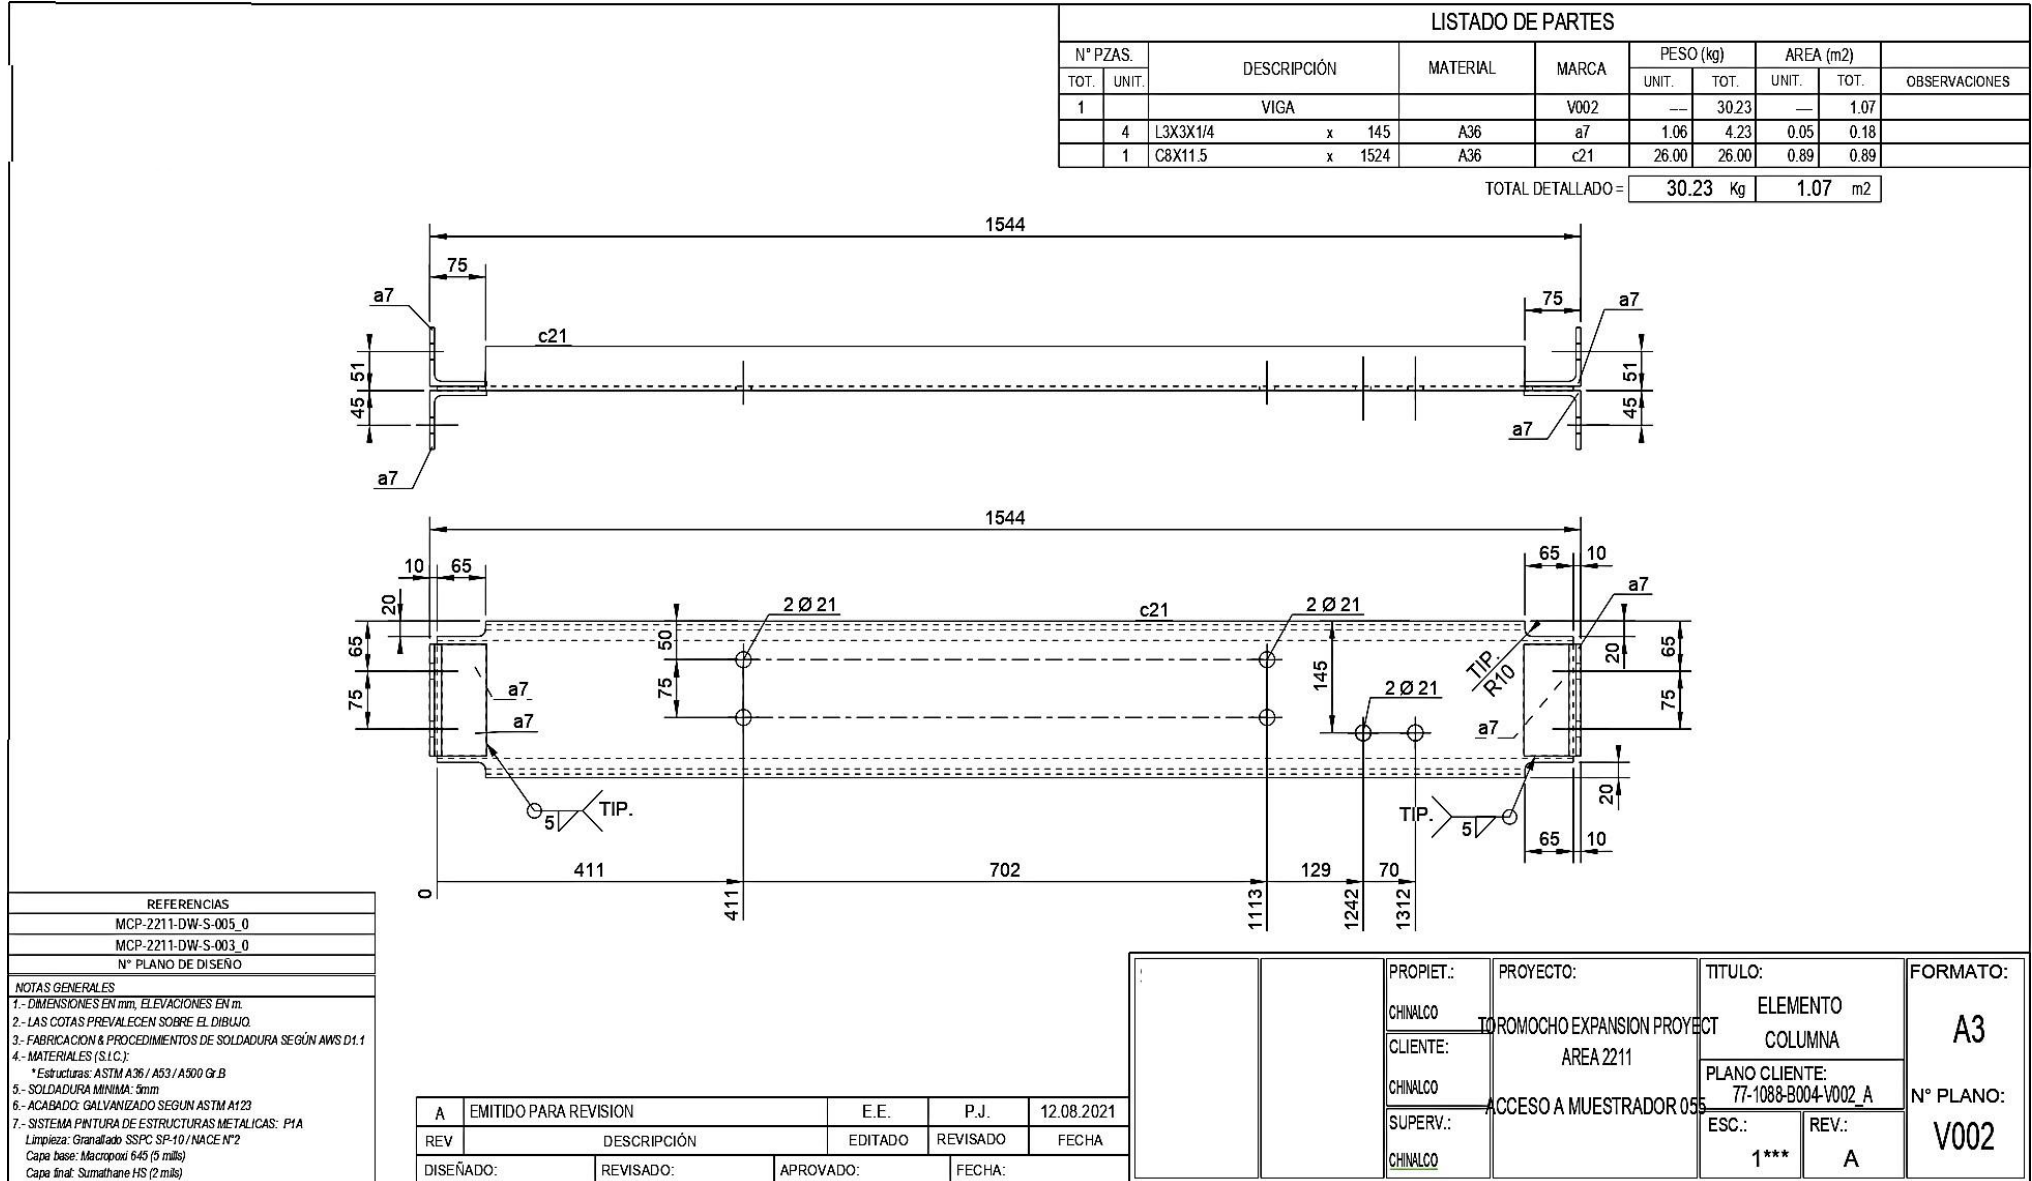 LISTADO DE PARTES
N° PZAS. DESCRIPCIÓN MATERIAL MARCA PESO (kg) AREA (m2) OBSERVACIONES
TOT. UNIT. UNIT. TOT. UNIT. TOT.
1 VIGA V002 --- 30.23 --- 1.07
4 L3X3X1/4 x 145 A36 a7 1.06 4.23 0.05 0.18
1 C8X11.5 x 1524 A36 c21 26.00 26.00 0.89 0.89
TOTAL DETALLADO = 30.23 Kg 1.07 m2
1544
75
75
a7
a7
c21
51
45
51
45
a7
a7
1544
10 65
65 10
a7
20
2 Ø 21
c21
2 Ø 21
65
75
50
75
145
TIP.
R10
20
65
75
a7
a7
2 Ø 21
a7
20
5 TIP.
TIP. 5
65 10
411 702 129 70
0 411 1113 1242 1312
REFERENCIAS
MCP-2211-DW-S-005_0
MCP-2211-DW-S-003_0
N° PLANO DE DISEÑO
NOTAS GENERALES
1.- DIMENSIONES EN mm, ELEVACIONES EN m.
2.- LAS COTAS PREVALECEN SOBRE EL DIBUJO.
3.- FABRICACION & PROCEDIMIENTOS DE SOLDADURA SEGÚN AWS D1.1
4.- MATERIALES (S.I.C.):
* Estructuras: ASTM A36 / A53 / A500 Gr.B
5.- SOLDADURA MINIMA: 5mm
6.- ACABADO: GALVANIZADO SEGUN ASTM A123
7.- SISTEMA PINTURA DE ESTRUCTURAS METALICAS: P1A
Limpieza: Granallado SSPC SP-10 / NACE N°2
Capa base: Macropoxi 645 (5 mills)
Capa final: Sumathane HS (2 mils)
A EMITIDO PARA REVISION E.E. P.J. 12.08.2021
REV DESCRIPCIÓN EDITADO REVISADO FECHA
DISEÑADO: REVISADO: APROVADO: FECHA:
PROPIET.:
CHINALCO
CLIENTE:
CHINALCO
SUPERV.:
CHINALCO
PROYECTO:
TOROMOCHO EXPANSION PROYECT
AREA 2211
ACCESO A MUESTRADOR 055
TITULO:
ELEMENTO
COLUMNA
PLANO CLIENTE:
77-1088-B004-V002_A
ESC.:
1***
REV.:
A
FORMATO:
A3
N° PLANO:
V002